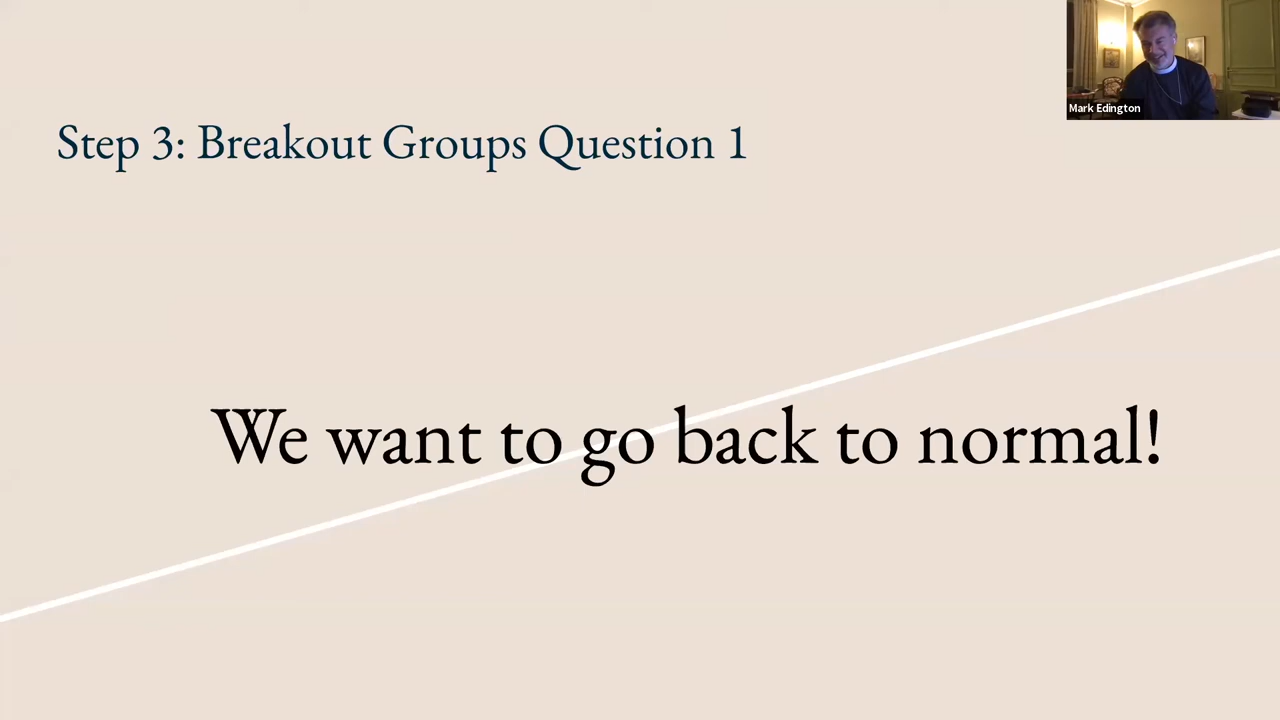 Mark Edington
Step 3: Breakout Groups Question 1
We want to go back to normal!